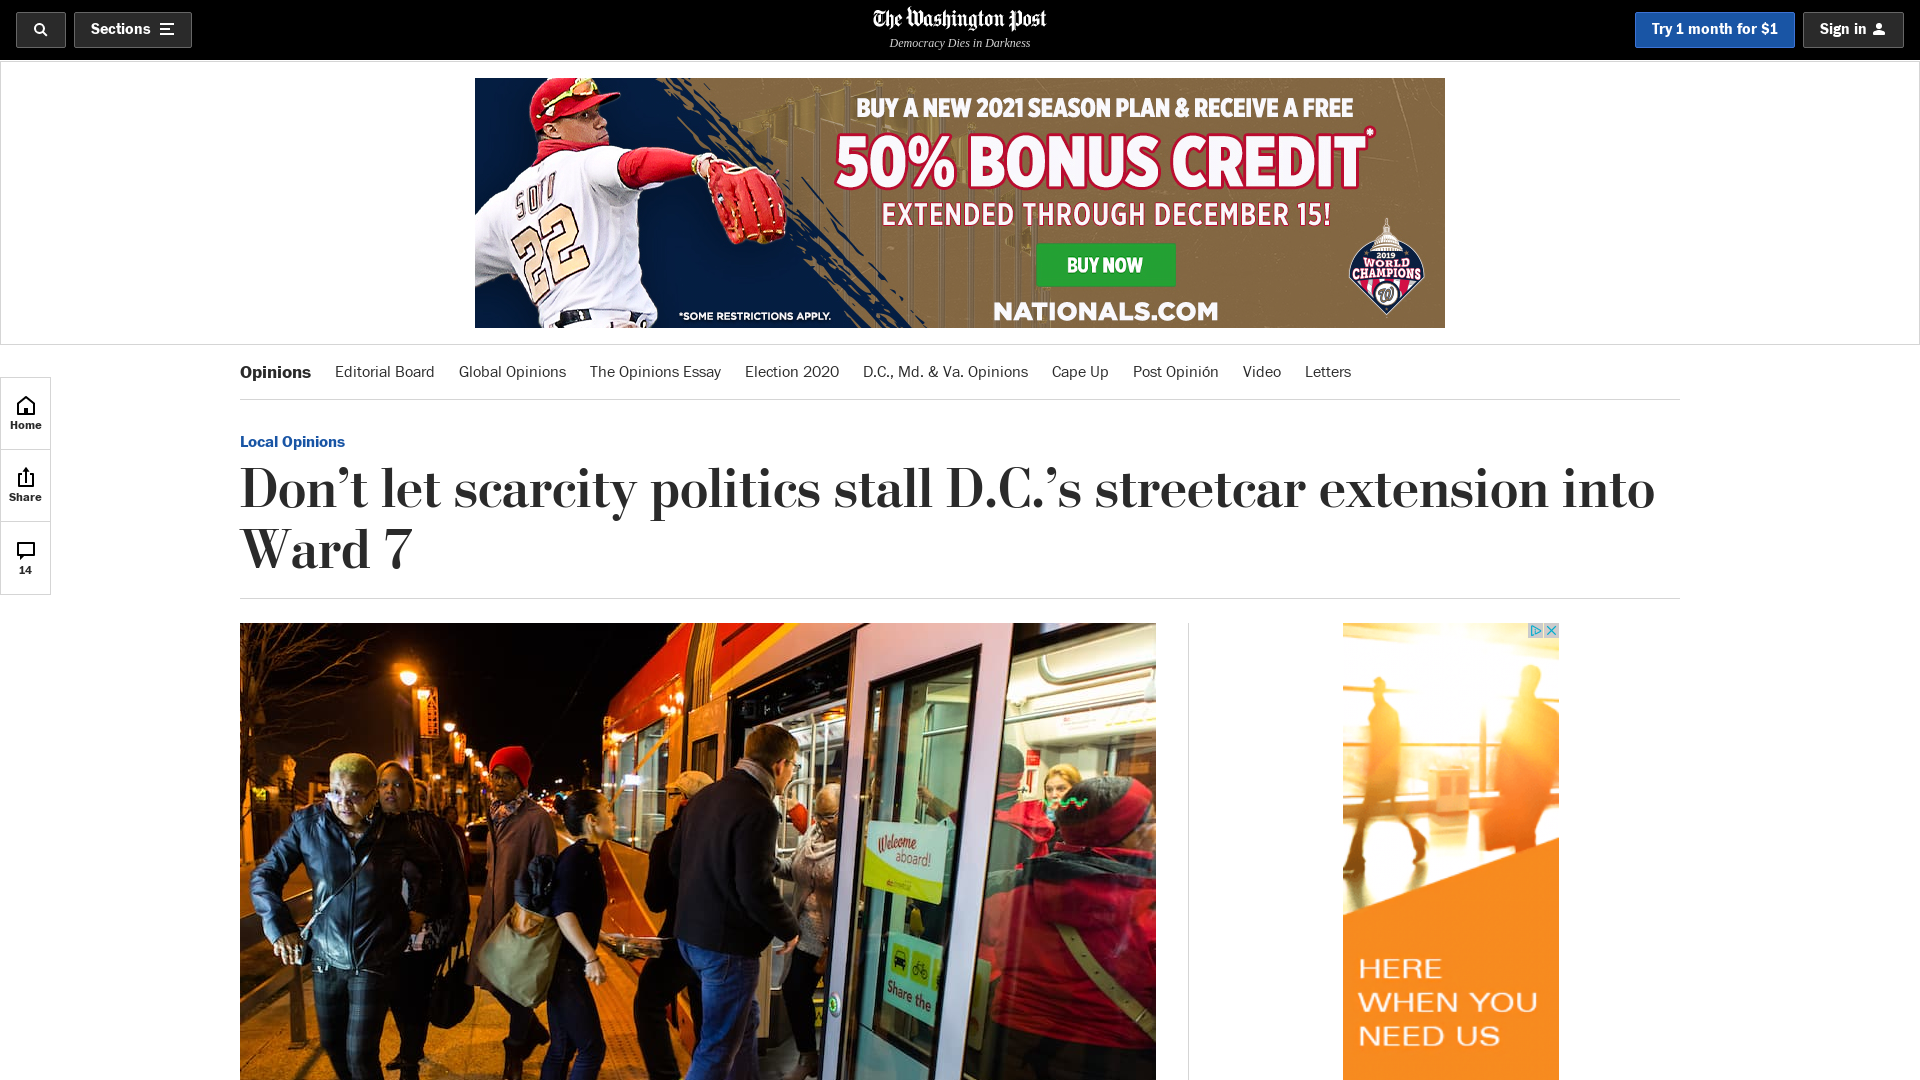 Sections
The Washington Post
Democracy Dies in Darkness
Try 1 month for $1
Sign in
BUY A NEW 2021 SEASON PLAN & RECEIVE A FREE
50% BONUS CREDIT*
EXTENDED THROUGH DECEMBER 15!
BUY NOW
NATIONALS.COM
*SOME RESTRICTIONS APPLY.
SOTO
22
2019
WORLD
CHAMPIONS
W
Opinions Editorial Board Global Opinions The Opinions Essay Election 2020 D.C., Md. & Va. Opinions Cape Up Post Opinión Video Letters
Home
Share
14
Local Opinions
Don’t let scarcity politics stall D.C.’s streetcar extension into
Ward 7
Welcome
aboard!
Share the
HERE
WHEN YOU
NEED US